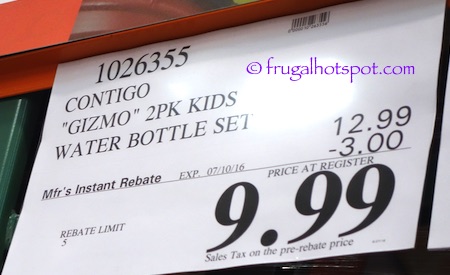 © frugalhotspot.com
1026355
CONTIGO
"GIZMO" 2PK KIDS
WATER BOTTLE SET
12.99
-3.00
Mfr's Instant Rebate EXP. 07/10/16
PRICE AT REGISTER
9.99
REBATE LIMIT
5
Sales Tax on the pre-rebate price